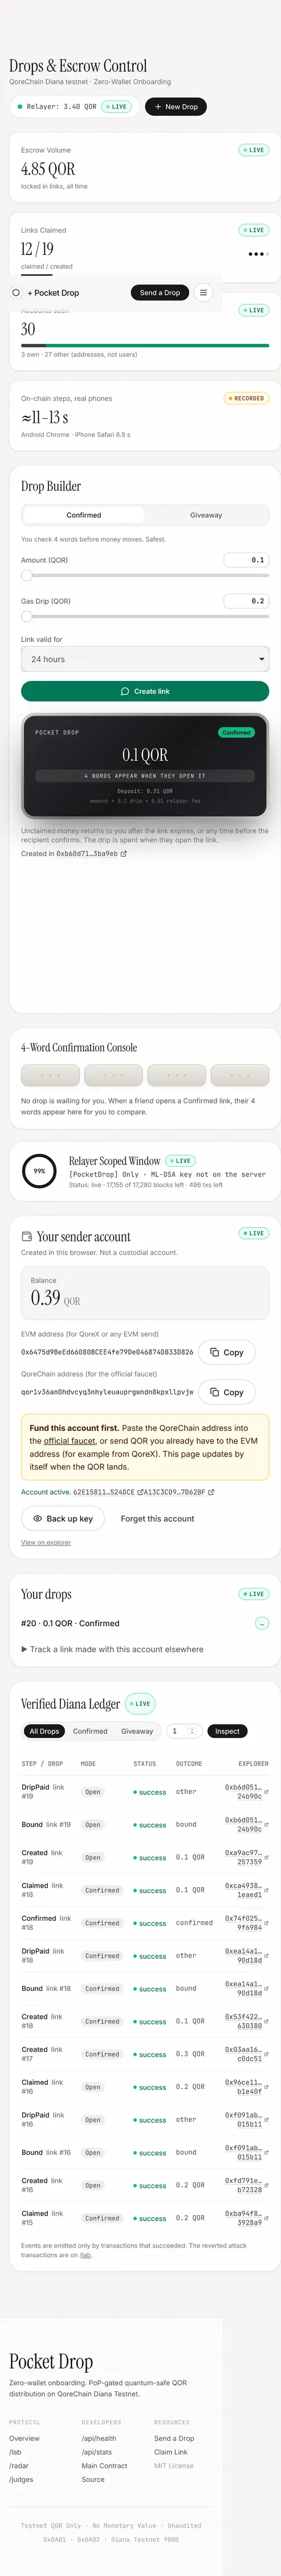 Drops & Escrow Control
QoreChain Diana testnet · Zero-Wallet Onboarding
Relayer: 3.40 QOR LIVE
+ New Drop
Escrow Volume
LIVE
4.85 QOR
locked in links, all time
Links Claimed
LIVE
12 / 19
claimed / created
+ Pocket Drop
Send a Drop
LIVE
30
3 own · 27 other (addresses, not users)
On-chain steps, real phones
RECORDED
≈11–13 s
Android Chrome · iPhone Safari 6.9 s
Drop Builder
Confirmed
Giveaway
You check 4 words before money moves. Safest.
Amount (QOR)
0.1
Gas Drip (QOR)
0.2
Link valid for
24 hours
Create link
POCKET DROP
Confirmed
0.1 QOR
4 WORDS APPEAR WHEN THEY OPEN IT
Deposit: 0.31 QOR
amount + 0.2 drip + 0.01 relayer fee
Unclaimed money returns to you after the link expires, or any time before the
recipient confirms. The drip is spent when they open the link.
Created in 0xb60d71…3ba9eb
4-Word Confirmation Console
No drop is waiting for you. When a friend opens a Confirmed link, their 4
words appear here for you to compare.
99%
Relayer Scoped Window
LIVE
[PocketDrop] Only · ML-DSA key not on the server
Status: live · 17,155 of 17,280 blocks left · 496 txs left
Your sender account
LIVE
Created in this browser. Not a custodial account.
Balance
0.39 QOR
EVM address (for QoreX or any EVM send)
0x6475d9BeEd660808CEE4fe79De046874DB33D826
Copy
QoreChain address (for the official faucet)
qor1v36an0hdvcyq3nhyleuauprgwndn8kpxllpvjw
Copy
Fund this account first. Paste the QoreChain address into
the official faucet, or send QOR you already have to the EVM
address (for example from QoreX). This page updates by
itself when the QOR lands.
Account active. 62E15811…524DCE A13C3CD9…7D62BF
Back up key
Forget this account
View on explorer
Your drops
LIVE
#20 · 0.1 QOR · Confirmed
…
▶ Track a link made with this account elsewhere
Verified Diana Ledger
LIVE
All Drops
Confirmed
Giveaway
1
Inspect
STEP / DROP MODE STATUS OUTCOME EXPLORER
DripPaid link #19 Open success other 0xb6d051…24b90c
Bound link #19 Open success bound 0xb6d051…24b90c
Created link #19 Open success 0.1 QOR 0xa9ac97…257359
Claimed link #18 Confirmed success 0.1 QOR 0xca4938…1eaed1
Confirmed link #18 Confirmed success confirmed 0x74f025…9f6984
DripPaid link #18 Confirmed success other 0xea14a1…90d18d
Bound link #18 Confirmed success bound 0xea14a1…90d18d
Created link #18 Confirmed success 0.1 QOR 0x53f422…630380
Created link #17 Confirmed success 0.3 QOR 0x03aa16…c0dc51
Claimed link #16 Open success 0.2 QOR 0x96ce11…b1e40f
DripPaid link #16 Open success other 0xf091ab…015b11
Bound link #16 Open success bound 0xf091ab…015b11
Created link #16 Open success 0.2 QOR 0xfd791e…b72328
Claimed link #15 Confirmed success 0.2 QOR 0xba94f8…3928a9
Events are emitted only by transactions that succeeded. The reverted attack
transactions are on /lab.
Pocket Drop
Zero-wallet onboarding. PoP-gated quantum-safe QOR
distribution on QoreChain Diana Testnet.
PROTOCOL DEVELOPERS RESOURCES
Overview /api/health Send a Drop
/lab /api/stats Claim Link
/radar Main Contract MIT License
/judges Source
Testnet QOR Only · No Monetary Value · Unaudited
0x0A01 · 0x0A02 · Diana Testnet 9800